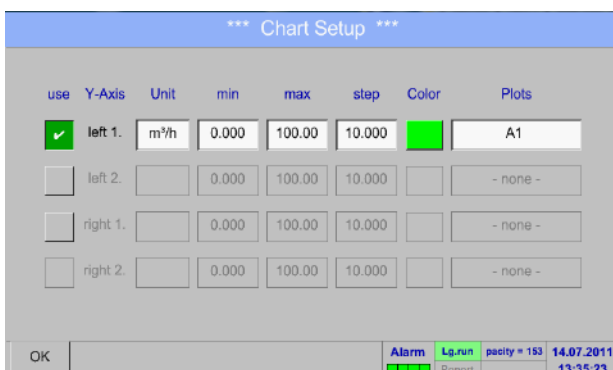 *** Chart Setup ***
use Y-Axis Unit min max step Color Plots
left 1. m³/h 0.000 100.00 10.000 A1
left 2. 0.000 100.00 10.000 - none -
right 1. 0.000 100.00 10.000 - none -
right 2. 0.000 100.00 10.000 - none -
OK Alarm Lg.run pacity = 153 14.07.2011
Report 13:35:23